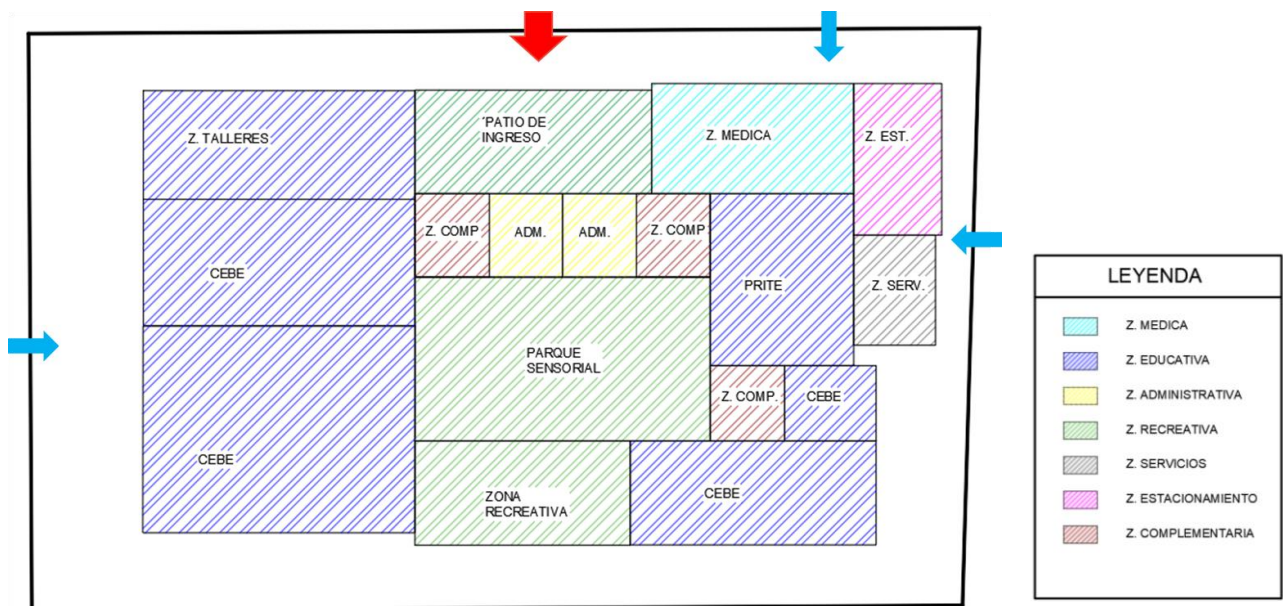 Z. TALLERES
´PATIO DE
INGRESO
Z. MEDICA
Z. EST.
Z. COMP
ADM.
ADM.
Z. COMP
CEBE
PRITE
Z. SERV.
PARQUE
SENSORIAL
Z. COMP.
CEBE
CEBE
ZONA
RECREATIVA
CEBE
LEYENDA
Z. MEDICA
Z. EDUCATIVA
Z. ADMINISTRATIVA
Z. RECREATIVA
Z. SERVICIOS
Z. ESTACIONAMIENTO
Z. COMPLEMENTARIA